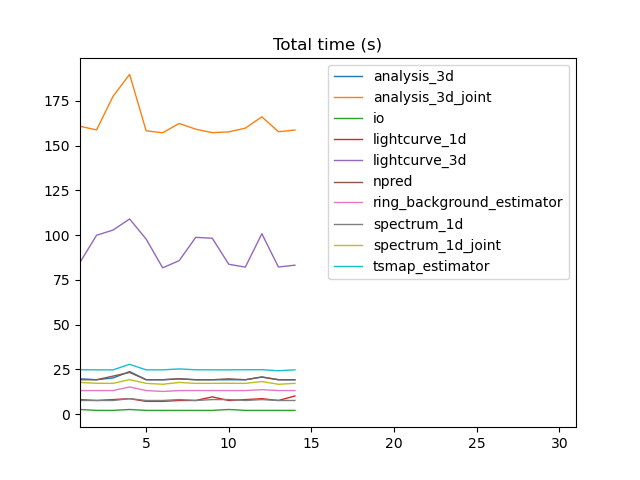 Total time (s)
175
150
125
100
75
50
25
0
5
10
15
20
25
30
analysis_3d
analysis_3d_joint
io
lightcurve_1d
lightcurve_3d
npred
ring_background_estimator
spectrum_1d
spectrum_1d_joint
tsmap_estimator